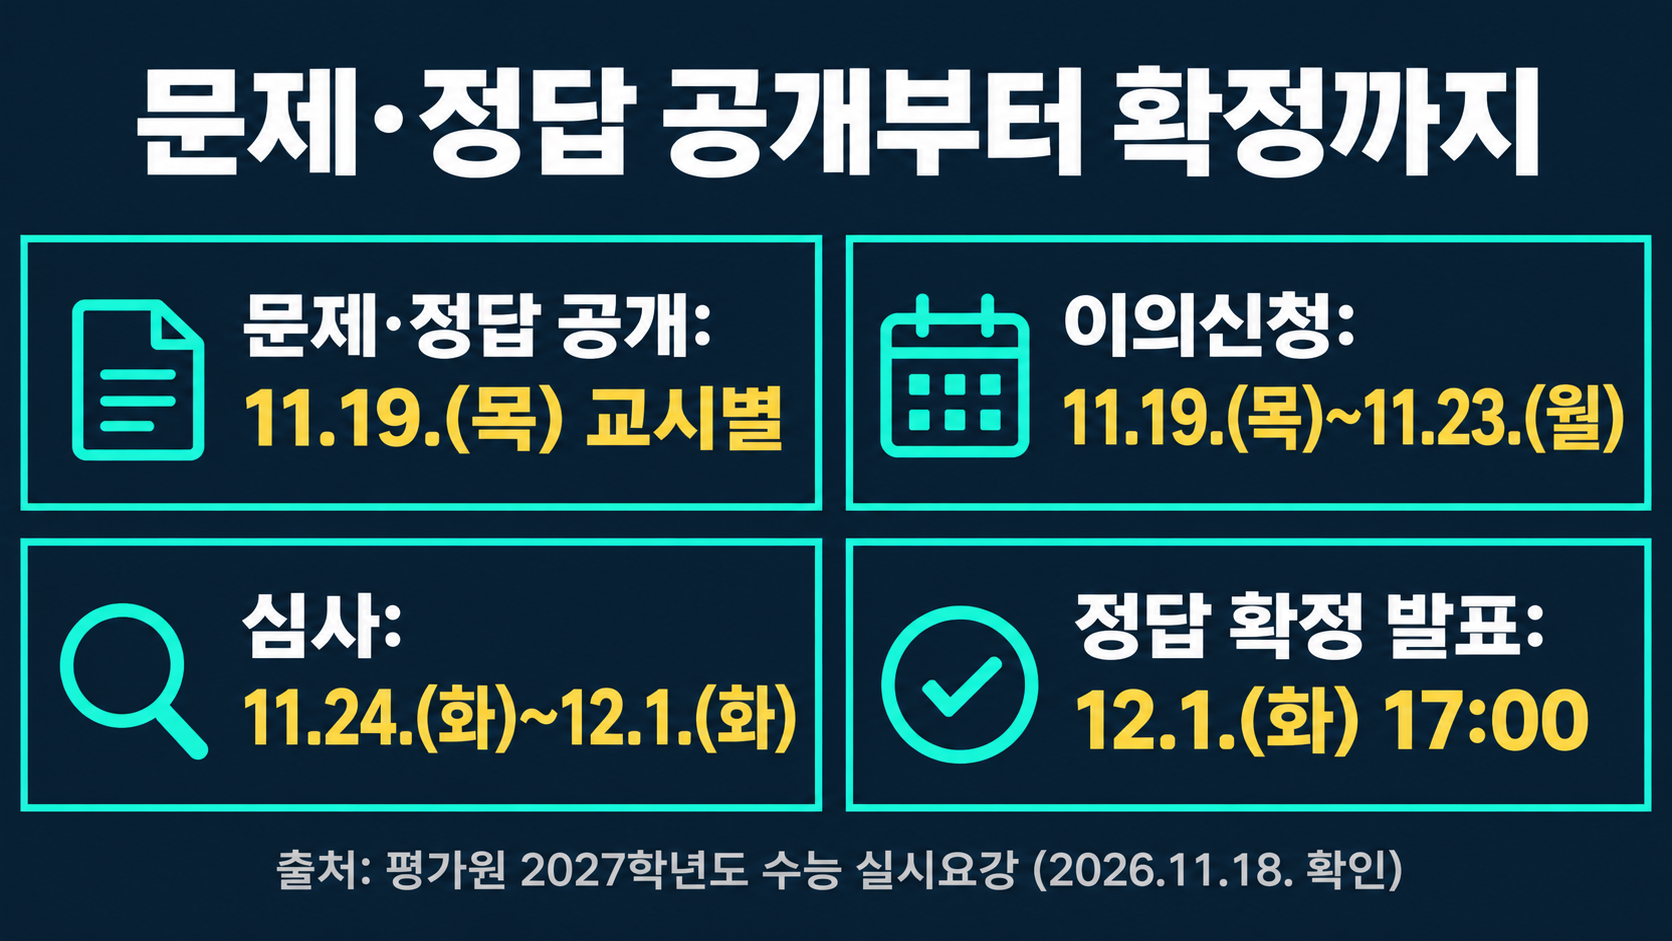 문제·정답 공개부터 확정까지
문제·정답 공개:
11.19.(목) 교시별
이의신청:
11.19.(목)~11.23.(월)
심사:
11.24.(화)~12.1.(화)
정답 확정 발표:
12.1.(화) 17:00
출처: 평가원 2027학년도 수능 실시요강 (2026.11.18. 확인)